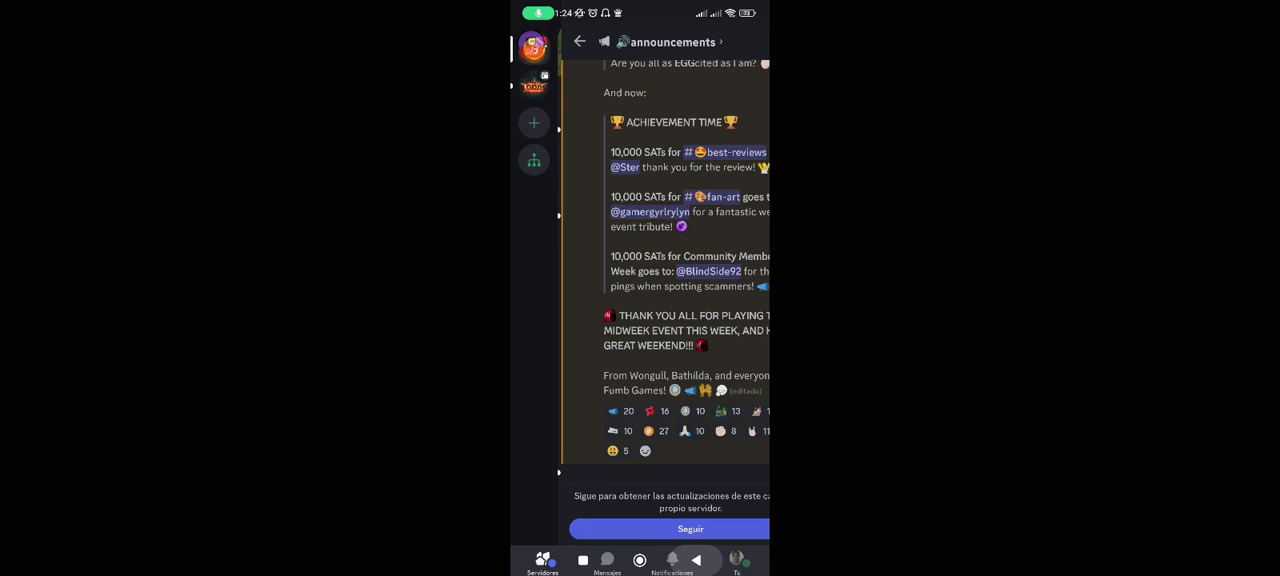 1:24
73
🔊announcements ›
Are you all as EGGcited as I am?
And now:
🏆 ACHIEVEMENT TIME 🏆
10,000 SATs for #🤩best-reviews
@Ster thank you for the review!
10,000 SATs for #🎨fan-art goes t
@gamergyrlrylyn for a fantastic we
event tribute!
10,000 SATs for Community Membe
Week goes to: @BlindSide92 for th
pings when spotting scammers!
THANK YOU ALL FOR PLAYING T
MIDWEEK EVENT THIS WEEK, AND H
GREAT WEEKEND!!!
From Wongull, Bathilda, and everyon
Fumb Games! (editado)
20 16 10 13 1
10 27 10 8 11
5
Sigue para obtener las actualizaciones de este ca
propio servidor.
Seguir
Servidores Mensajes Notificaciones Tú